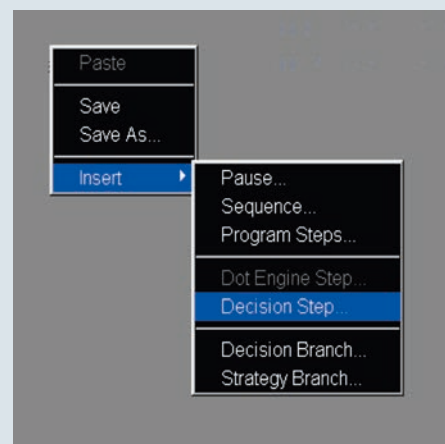 Paste
Save
Save As...
Insert
Pause...
Sequence...
Program Steps...
Dot Engine Step...
Decision Step...
Decision Branch...
Strategy Branch...